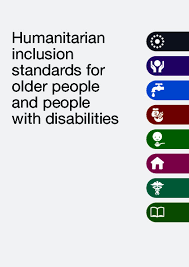 Humanitarian
inclusion
standards for
older people
and people
with disabilities